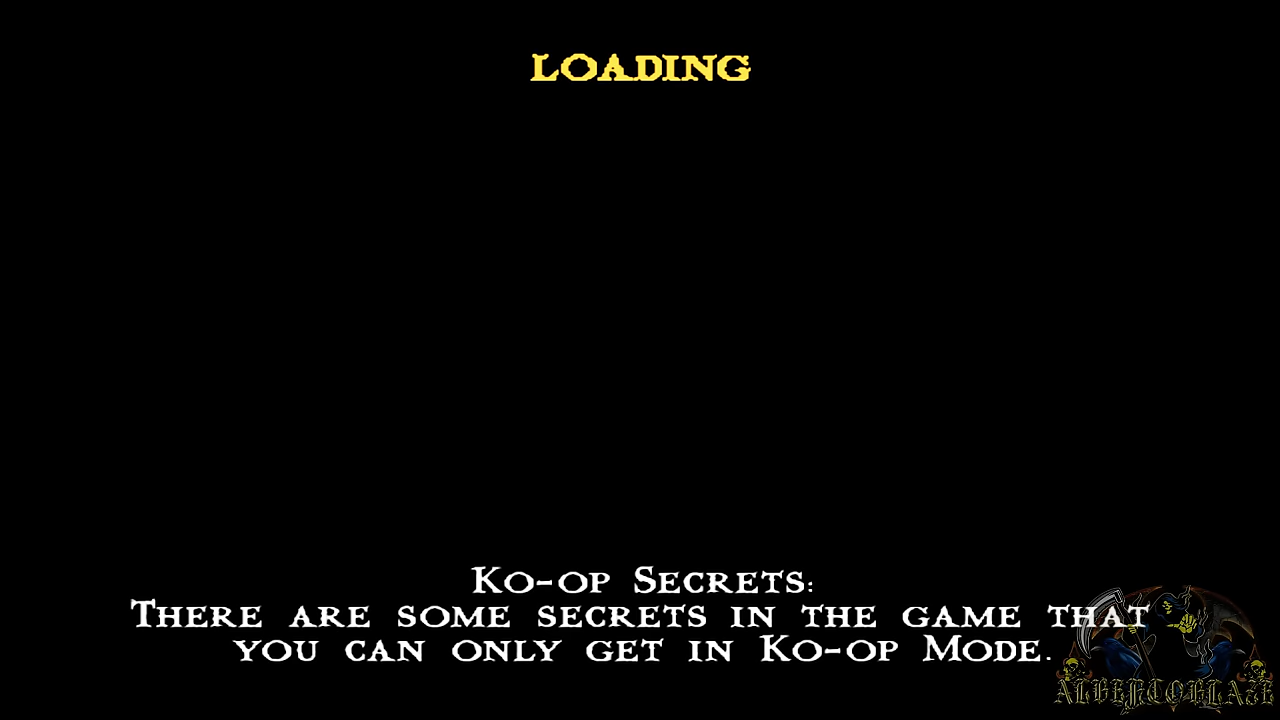 LOADING
KO-OP SECRETS:
THERE ARE SOME SECRETS IN THE GAME THAT
YOU CAN ONLY GET IN KO-OP MODE.
ALBERTOBLAZE